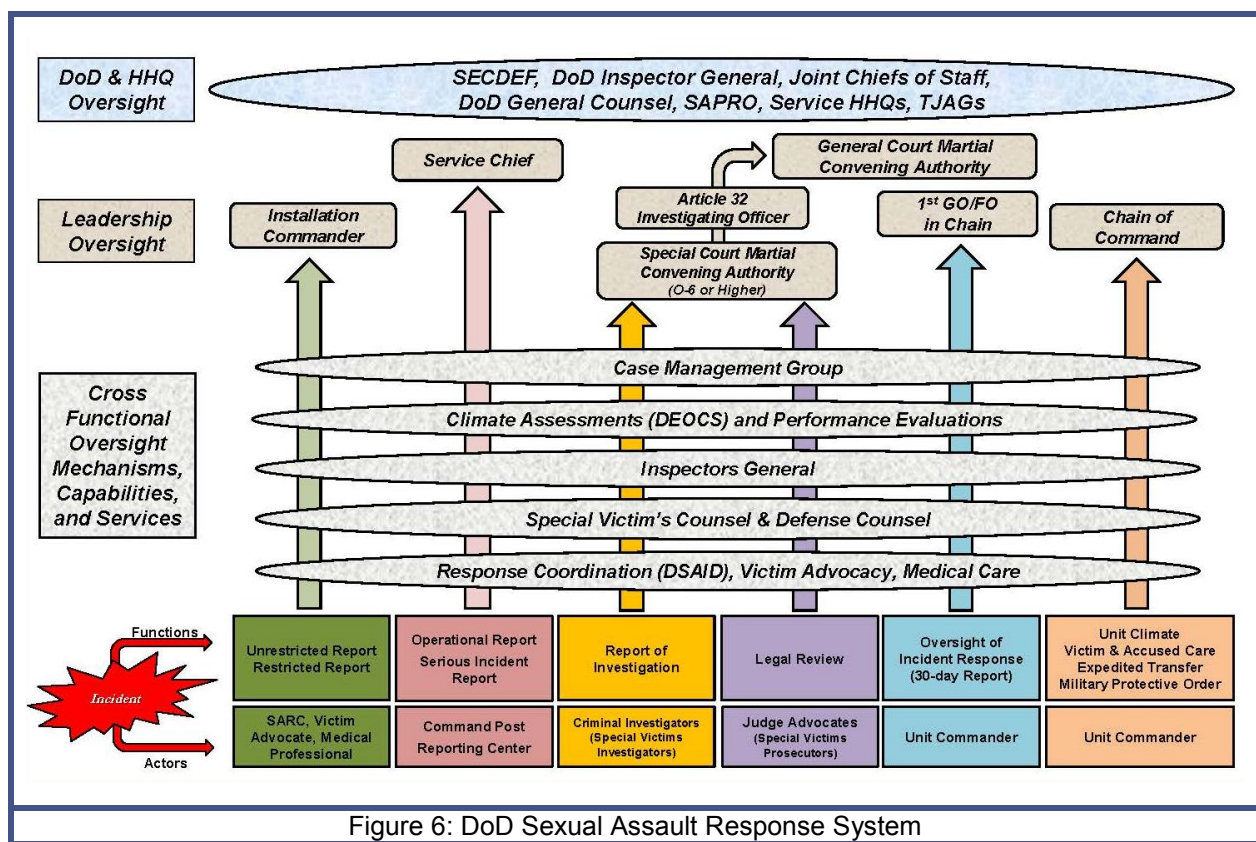 DoD & HHQ
Oversight
SECDEF, DoD Inspector General, Joint Chiefs of Staff,
DoD General Counsel, SAPRO, Service HHQs, TJAGs
Leadership
Oversight
Installation
Commander
Service Chief
General Court Martial
Convening Authority
Article 32
Investigating Officer
Special Court Martial
Convening Authority
(O-6 or Higher)
1st GO/FO
in Chain
Chain of
Command
Cross
Functional
Oversight
Mechanisms,
Capabilities,
and Services
Case Management Group
Climate Assessments (DEOCS) and Performance Evaluations
Inspectors General
Special Victim's Counsel & Defense Counsel
Response Coordination (DSAID), Victim Advocacy, Medical Care
Functions
Incident
Actors
Unrestricted Report
Restricted Report
Operational Report
Serious Incident
Report
Report of
Investigation
Legal Review
Oversight of
Incident Response
(30-day Report)
Unit Climate
Victim & Accused Care
Expedited Transfer
Military Protective Order
SARC, Victim
Advocate, Medical
Professional
Command Post
Reporting Center
Criminal Investigators
(Special Victims
Investigators)
Judge Advocates
(Special Victims
Prosecutors)
Unit Commander
Unit Commander
Figure 6: DoD Sexual Assault Response System